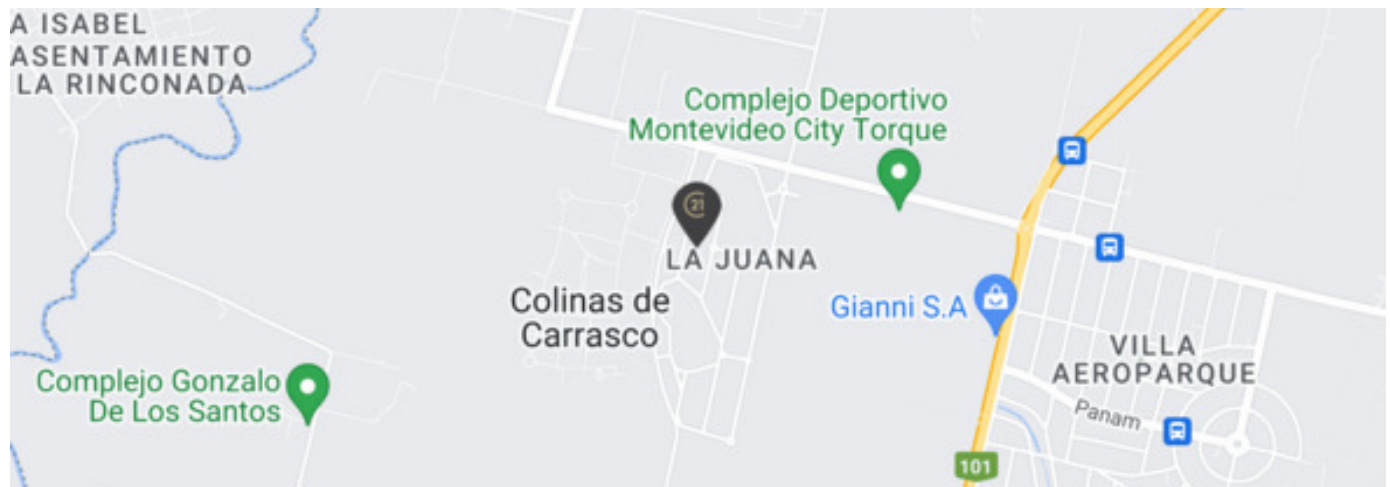 A ISABEL
ASENTAMIENTO
LA RINCONADA
Complejo Deportivo
Montevideo City Torque
21
LA JUANA
Colinas de
Carrasco
Gianni S.A
VILLA
AEROPARQUE
Complejo Gonzalo
De Los Santos
Panam
101